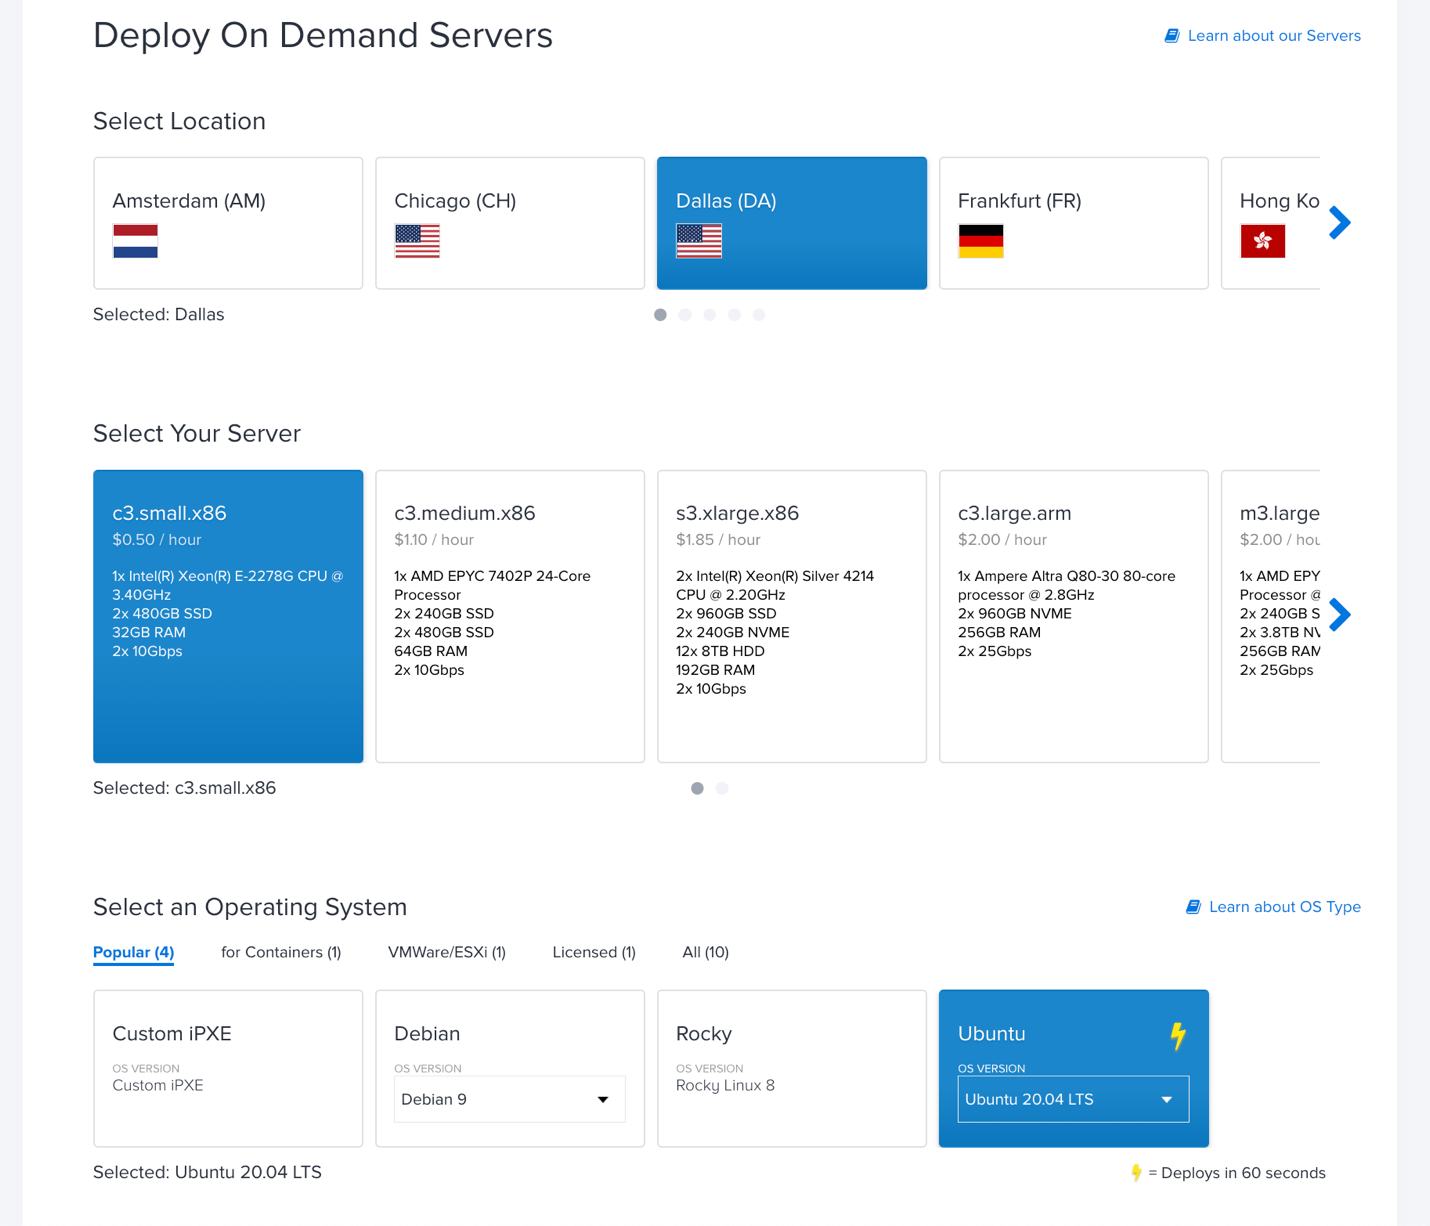 Deploy On Demand Servers
Learn about our Servers
Select Location
Amsterdam (AM)
Chicago (CH)
Dallas (DA)
Frankfurt (FR)
Hong Ko
Selected: Dallas
Select Your Server
c3.small.x86
$0.50 / hour
1x Intel(R) Xeon(R) E-2278G CPU @
3.40GHz
2x 480GB SSD
32GB RAM
2x 10Gbps
c3.medium.x86
$1.10 / hour
1x AMD EPYC 7402P 24-Core
Processor
2x 240GB SSD
2x 480GB SSD
64GB RAM
2x 10Gbps
s3.xlarge.x86
$1.85 / hour
2x Intel(R) Xeon(R) Silver 4214
CPU @ 2.20GHz
2x 960GB SSD
2x 240GB NVME
12x 8TB HDD
192GB RAM
2x 10Gbps
c3.large.arm
$2.00 / hour
1x Ampere Altra Q80-30 80-core
processor @ 2.8GHz
2x 960GB NVME
256GB RAM
2x 25Gbps
m3.large
$2.00 / hou
1x AMD EPY
Processor @
2x 240GB S
2x 3.8TB NV
256GB RAM
2x 25Gbps
Selected: c3.small.x86
Select an Operating System
Learn about OS Type
Popular (4)
for Containers (1)
VMWare/ESXi (1)
Licensed (1)
All (10)
Custom iPXE
OS VERSION
Custom iPXE
Debian
OS VERSION
Debian 9
Rocky
OS VERSION
Rocky Linux 8
Ubuntu
OS VERSION
Ubuntu 20.04 LTS
Selected: Ubuntu 20.04 LTS
= Deploys in 60 seconds